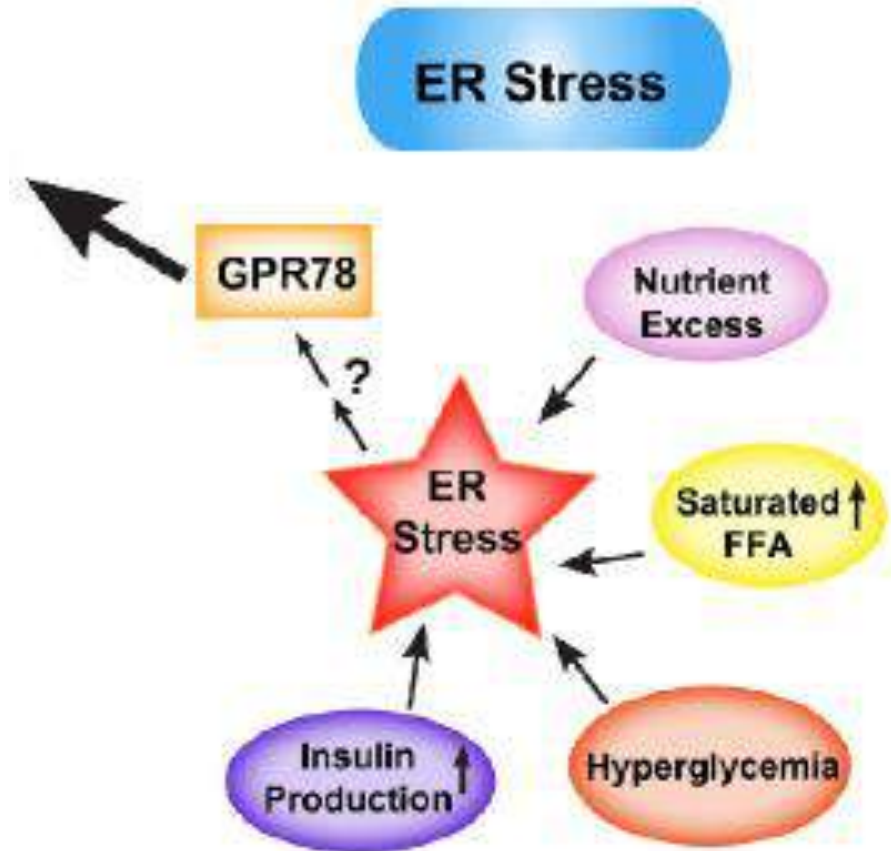 ER Stress
GPR78
Nutrient
Excess
?
ER
Stress
Saturated ↑
FFA
Insulin
Production ↑
Hyperglycemia